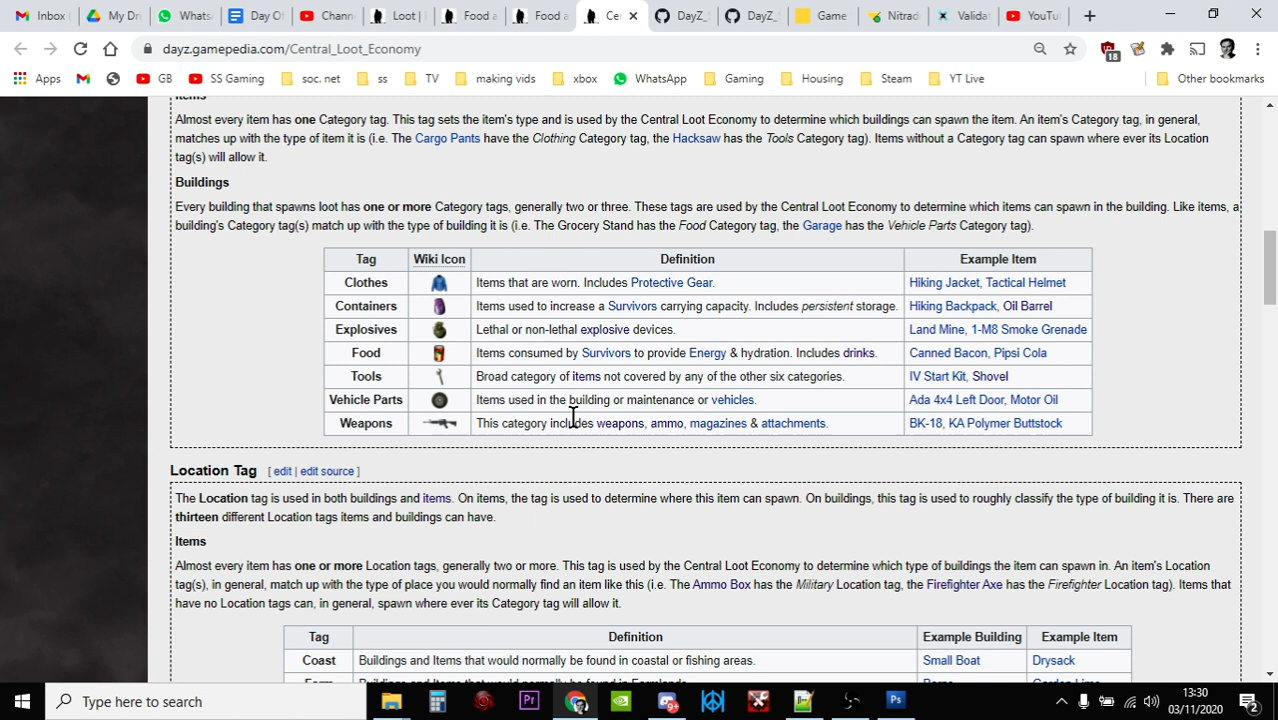 Inbox (
My Dri
Whats
Day O
Chann
Loot |
Food a
Food a
Ce
DayZ_
DayZ_
Game
Nitrad
Validat
YouTu
dayz.gamepedia.com/Central_Loot_Economy
18
Apps
GB
SS Gaming
soc. net
ss
TV
making vids
xbox
WhatsApp
Gaming
Housing
Steam
YT Live
Other bookmarks
Items
Almost every item has one Category tag. This tag sets the item's type and is used by the Central Loot Economy to determine which buildings can spawn the item. An item's Category tag, in general,
matches up with the type of item it is (i.e. The Cargo Pants have the Clothing Category tag, the Hacksaw has the Tools Category tag). Items without a Category tag can spawn where ever its Location
tag(s) will allow it.
Buildings
Every building that spawns loot has one or more Category tags, generally two or three. These tags are used by the Central Loot Economy to determine which items can spawn in the building. Like items, a
building's Category tag(s) match up with the type of building it is (i.e. The Grocery Stand has the Food Category tag, the Garage has the Vehicle Parts Category tag).
Tag Wiki Icon Definition Example Item
Clothes Items that are worn. Includes Protective Gear. Hiking Jacket, Tactical Helmet
Containers Items used to increase a Survivors carrying capacity. Includes persistent storage. Hiking Backpack, Oil Barrel
Explosives Lethal or non-lethal explosive devices. Land Mine, 1-M8 Smoke Grenade
Food Items consumed by Survivors to provide Energy & hydration. Includes drinks. Canned Bacon, Pipsi Cola
Tools Broad category of items not covered by any of the other six categories. IV Start Kit, Shovel
Vehicle Parts Items used in the building or maintenance or vehicles. Ada 4x4 Left Door, Motor Oil
Weapons This category includes weapons, ammo, magazines & attachments. BK-18, KA Polymer Buttstock
Location Tag [ edit | edit source ]
The Location tag is used in both buildings and items. On items, the tag is used to determine where this item can spawn. On buildings, this tag is used to roughly classify the type of building it is. There are
thirteen different Location tags items and buildings can have.
Items
Almost every item has one or more Location tags, generally two or more. This tag is used by the Central Loot Economy to determine which type of buildings the item can spawn in. An item's Location
tag(s), in general, match up with the type of place you would normally find an item like this (i.e. The Ammo Box has the Military Location tag, the Firefighter Axe has the Firefighter Location tag). Items that
have no Location tags can, in general, spawn where ever its Category tag will allow it.
Tag Definition Example Building Example Item
Coast Buildings and Items that would normally be found in coastal or fishing areas. Small Boat Drysack
Type here to search
Pr
Ps
13:30
03/11/2020
2